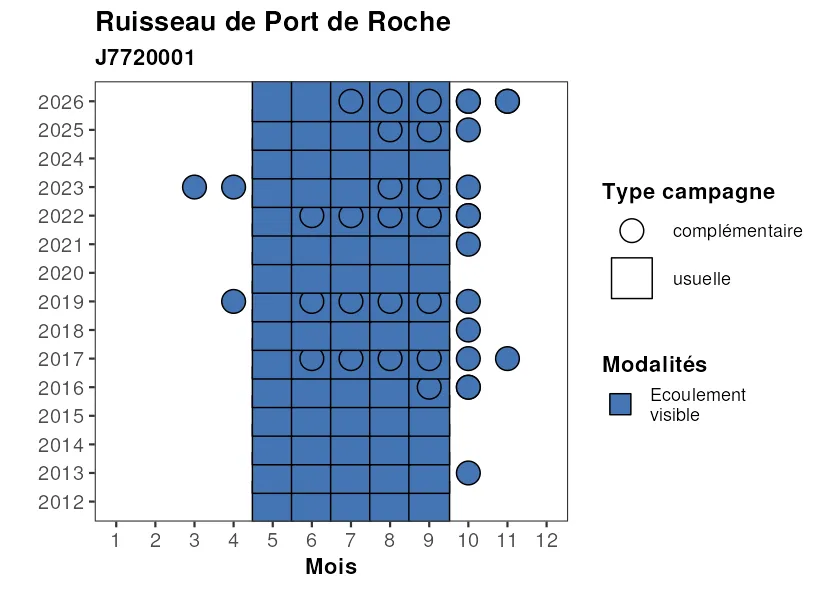 Ruisseau de Port de Roche
J7720001
2026
2025
2024
2023
2022
2021
2020
2019
2018
2017
2016
2015
2014
2013
2012
1 2 3 4 5 6 7 8 9 10 11 12
Mois
Type campagne
complémentaire
usuelle
Modalités
Ecoulement
visible